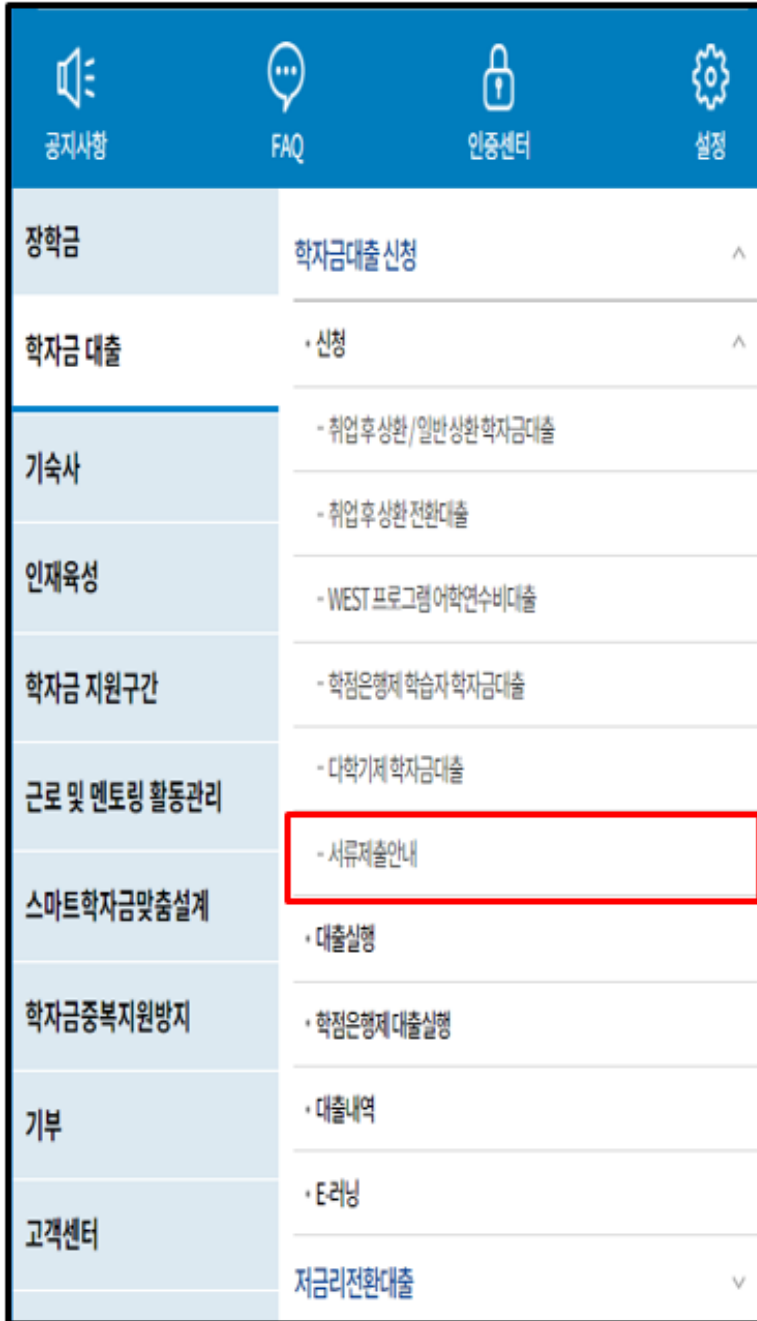 공지사항
FAQ
인증센터
설정
장학금
학자금 대출
기숙사
인재육성
학자금 지원구간
근로 및 멘토링 활동관리
스마트학자금맞춤설계
학자금중복지원방지
기부
고객센터
학자금대출 신청
• 신청
- 취업 후 상환 / 일반 상환 학자금대출
- 취업 후 상환 전환대출
- WEST 프로그램 어학연수비대출
- 학점은행제 학습자 학자금대출
- 다학기제 학자금대출
- 서류제출안내
• 대출실행
• 학점은행제 대출실행
• 대출내역
• E-러닝
저금리전환대출